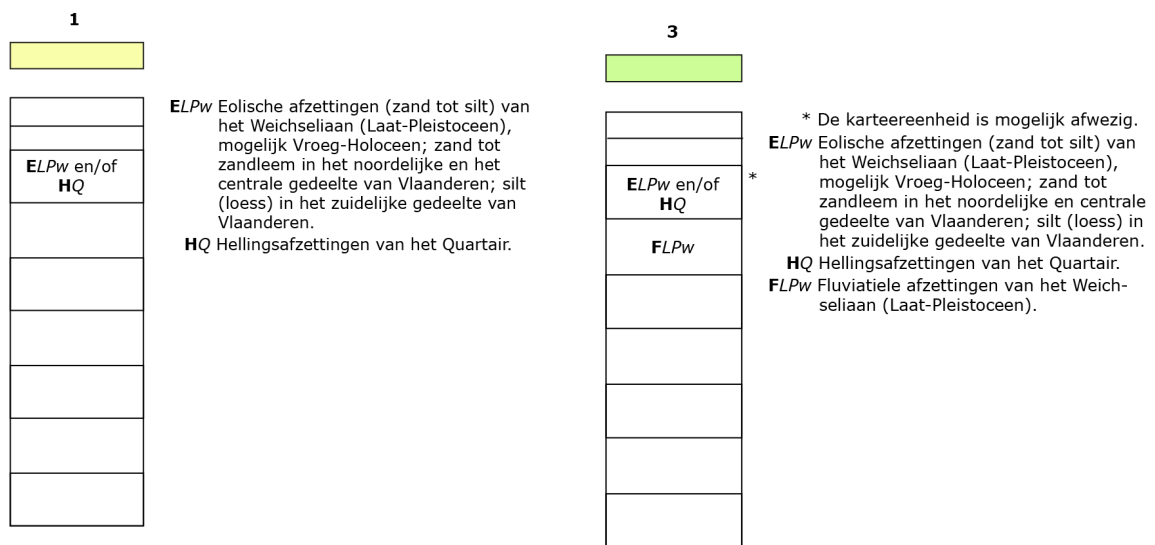 1
ELPw en/of
HQ
ELPw Eolische afzettingen (zand tot silt) van
het Weichseliaan (Laat-Pleistoceen),
mogelijk Vroeg-Holoceen; zand tot
zandleem in het noordelijke en het
centrale gedeelte van Vlaanderen; silt
(loess) in het zuidelijke gedeelte van
Vlaanderen.
HQ Hellingsafzettingen van het Quartair.
3
ELPw en/of
HQ
*
FLPw
* De karteereenheid is mogelijk afwezig.
ELPw Eolische afzettingen (zand tot silt) van
het Weichseliaan (Laat-Pleistoceen),
mogelijk Vroeg-Holoceen; zand tot
zandleem in het noordelijke en centrale
gedeelte van Vlaanderen; silt (loess) in
het zuidelijke gedeelte van Vlaanderen.
HQ Hellingsafzettingen van het Quartair.
FLPw Fluviatiele afzettingen van het Weich-
seliaan (Laat-Pleistoceen).